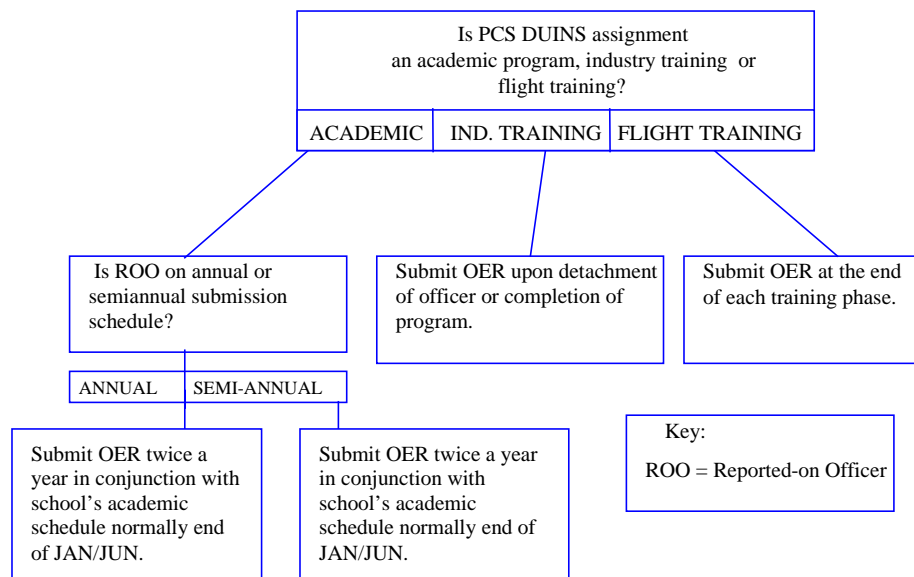 Is PCS DUINS assignment
an academic program, industry training or
flight training?
ACADEMIC IND. TRAINING FLIGHT TRAINING
Is ROO on annual or
semiannual submission
schedule?
Submit OER upon detachment
of officer or completion of
program.
Submit OER at the end
of each training phase.
ANNUAL SEMI-ANNUAL
Submit OER twice a
year in conjunction with
school’s academic
schedule normally end
of JAN/JUN.
Submit OER twice a year
in conjunction with
school’s academic
schedule normally end of
JAN/JUN.
Key:
ROO = Reported-on Officer